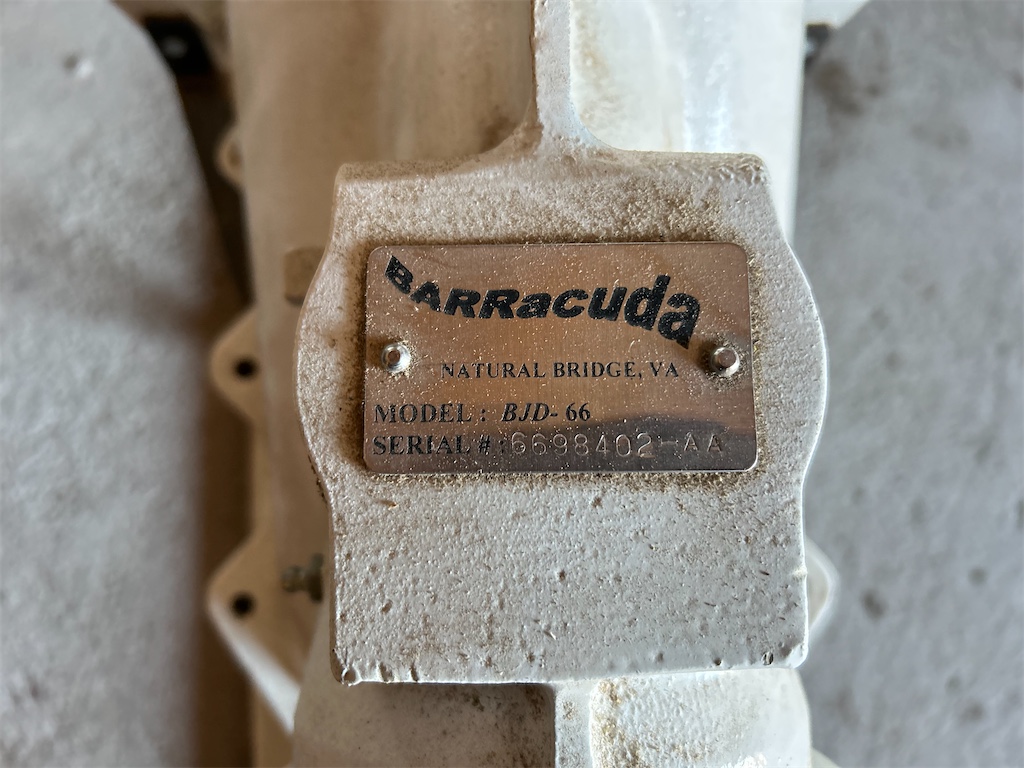 BARRacuda
NATURAL BRIDGE, VA
MODEL : BJD- 66
SERIAL # : 6698402-AA